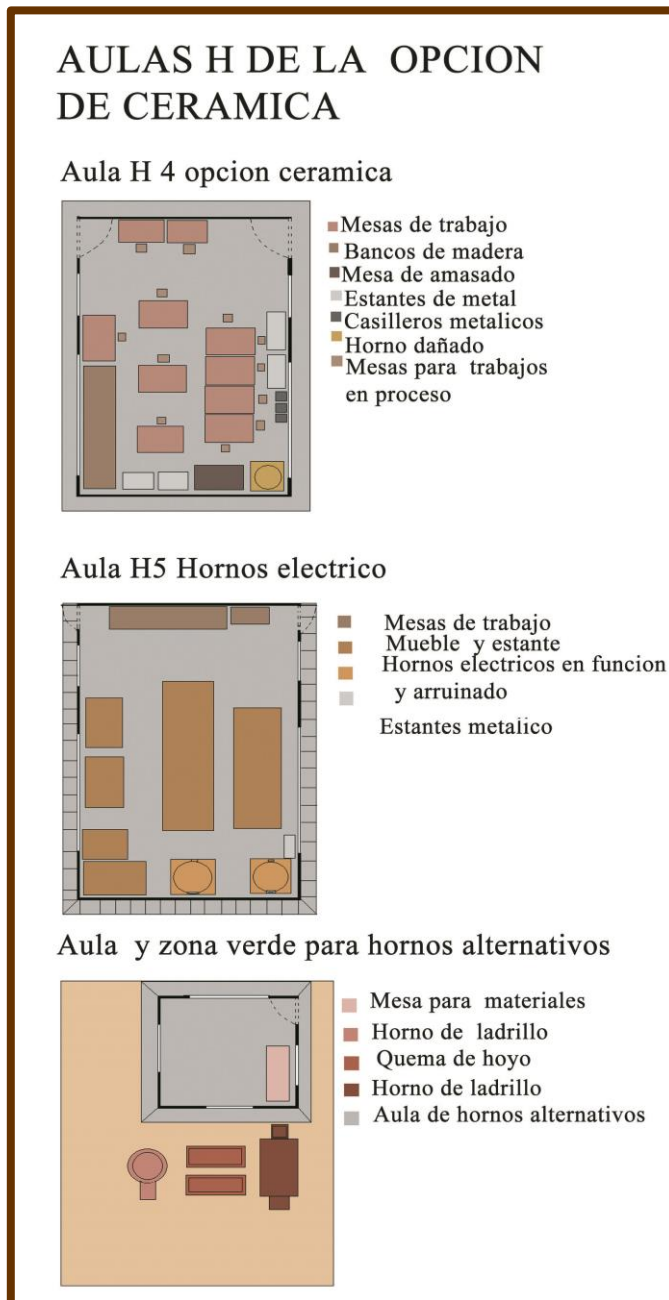 AULAS H DE LA OPCION
DE CERAMICA
Aula H 4 opcion ceramica
Mesas de trabajo
Bancos de madera
Mesa de amasado
Estantes de metal
Casilleros metalicos
Horno dañado
Mesas para trabajos
en proceso
Aula H5 Hornos electrico
Mesas de trabajo
Mueble y estante
Hornos electricos en funcion
y arruinado
Estantes metalico
Aula y zona verde para hornos alternativos
Mesa para materiales
Horno de ladrillo
Quema de hoyo
Horno de ladrillo
Aula de hornos alternativos